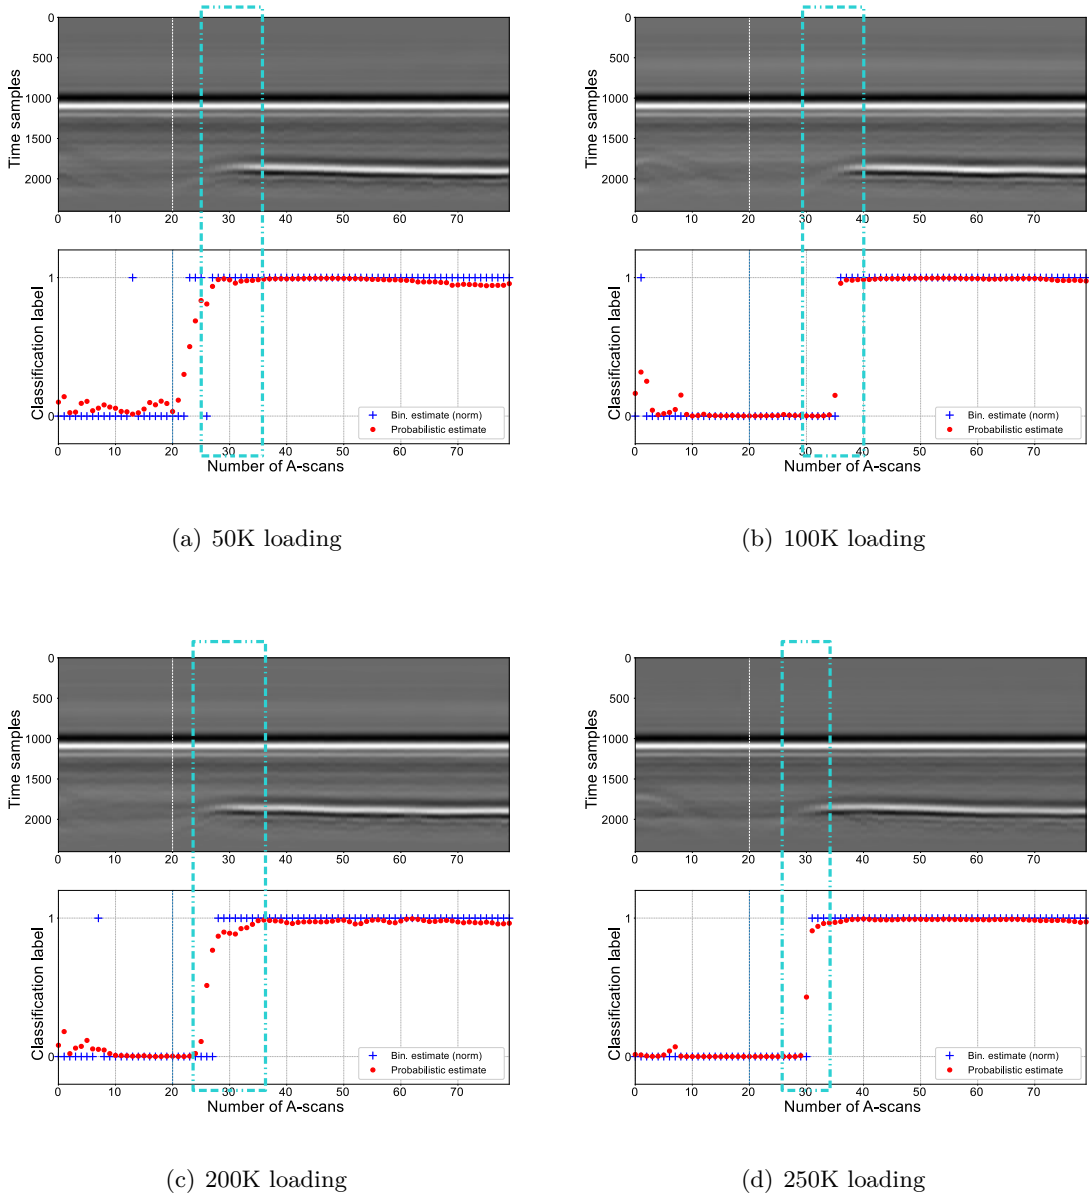 0
500
1000
1500
2000
Time samples
0 10 20 30 40 50 60 70
1
0
Classification label
Bin. estimate (norm)
Probabilistic estimate
0 10 20 30 40 50 60 70
Number of A-scans
(a) 50K loading
0
500
1000
1500
2000
Time samples
0 10 20 30 40 50 60 70
1
0
Classification label
Bin. estimate (norm)
Probabilistic estimate
0 10 20 30 40 50 60 70
Number of A-scans
(b) 100K loading
0
500
1000
1500
2000
Time samples
0 10 20 30 40 50 60 70
1
0
Classification label
Bin. estimate (norm)
Probabilistic estimate
0 10 20 30 40 50 60 70
Number of A-scans
(c) 200K loading
0
500
1000
1500
2000
Time samples
0 10 20 30 40 50 60 70
1
0
Classification label
Bin. estimate (norm)
Probabilistic estimate
0 10 20 30 40 50 60 70
Number of A-scans
(d) 250K loading